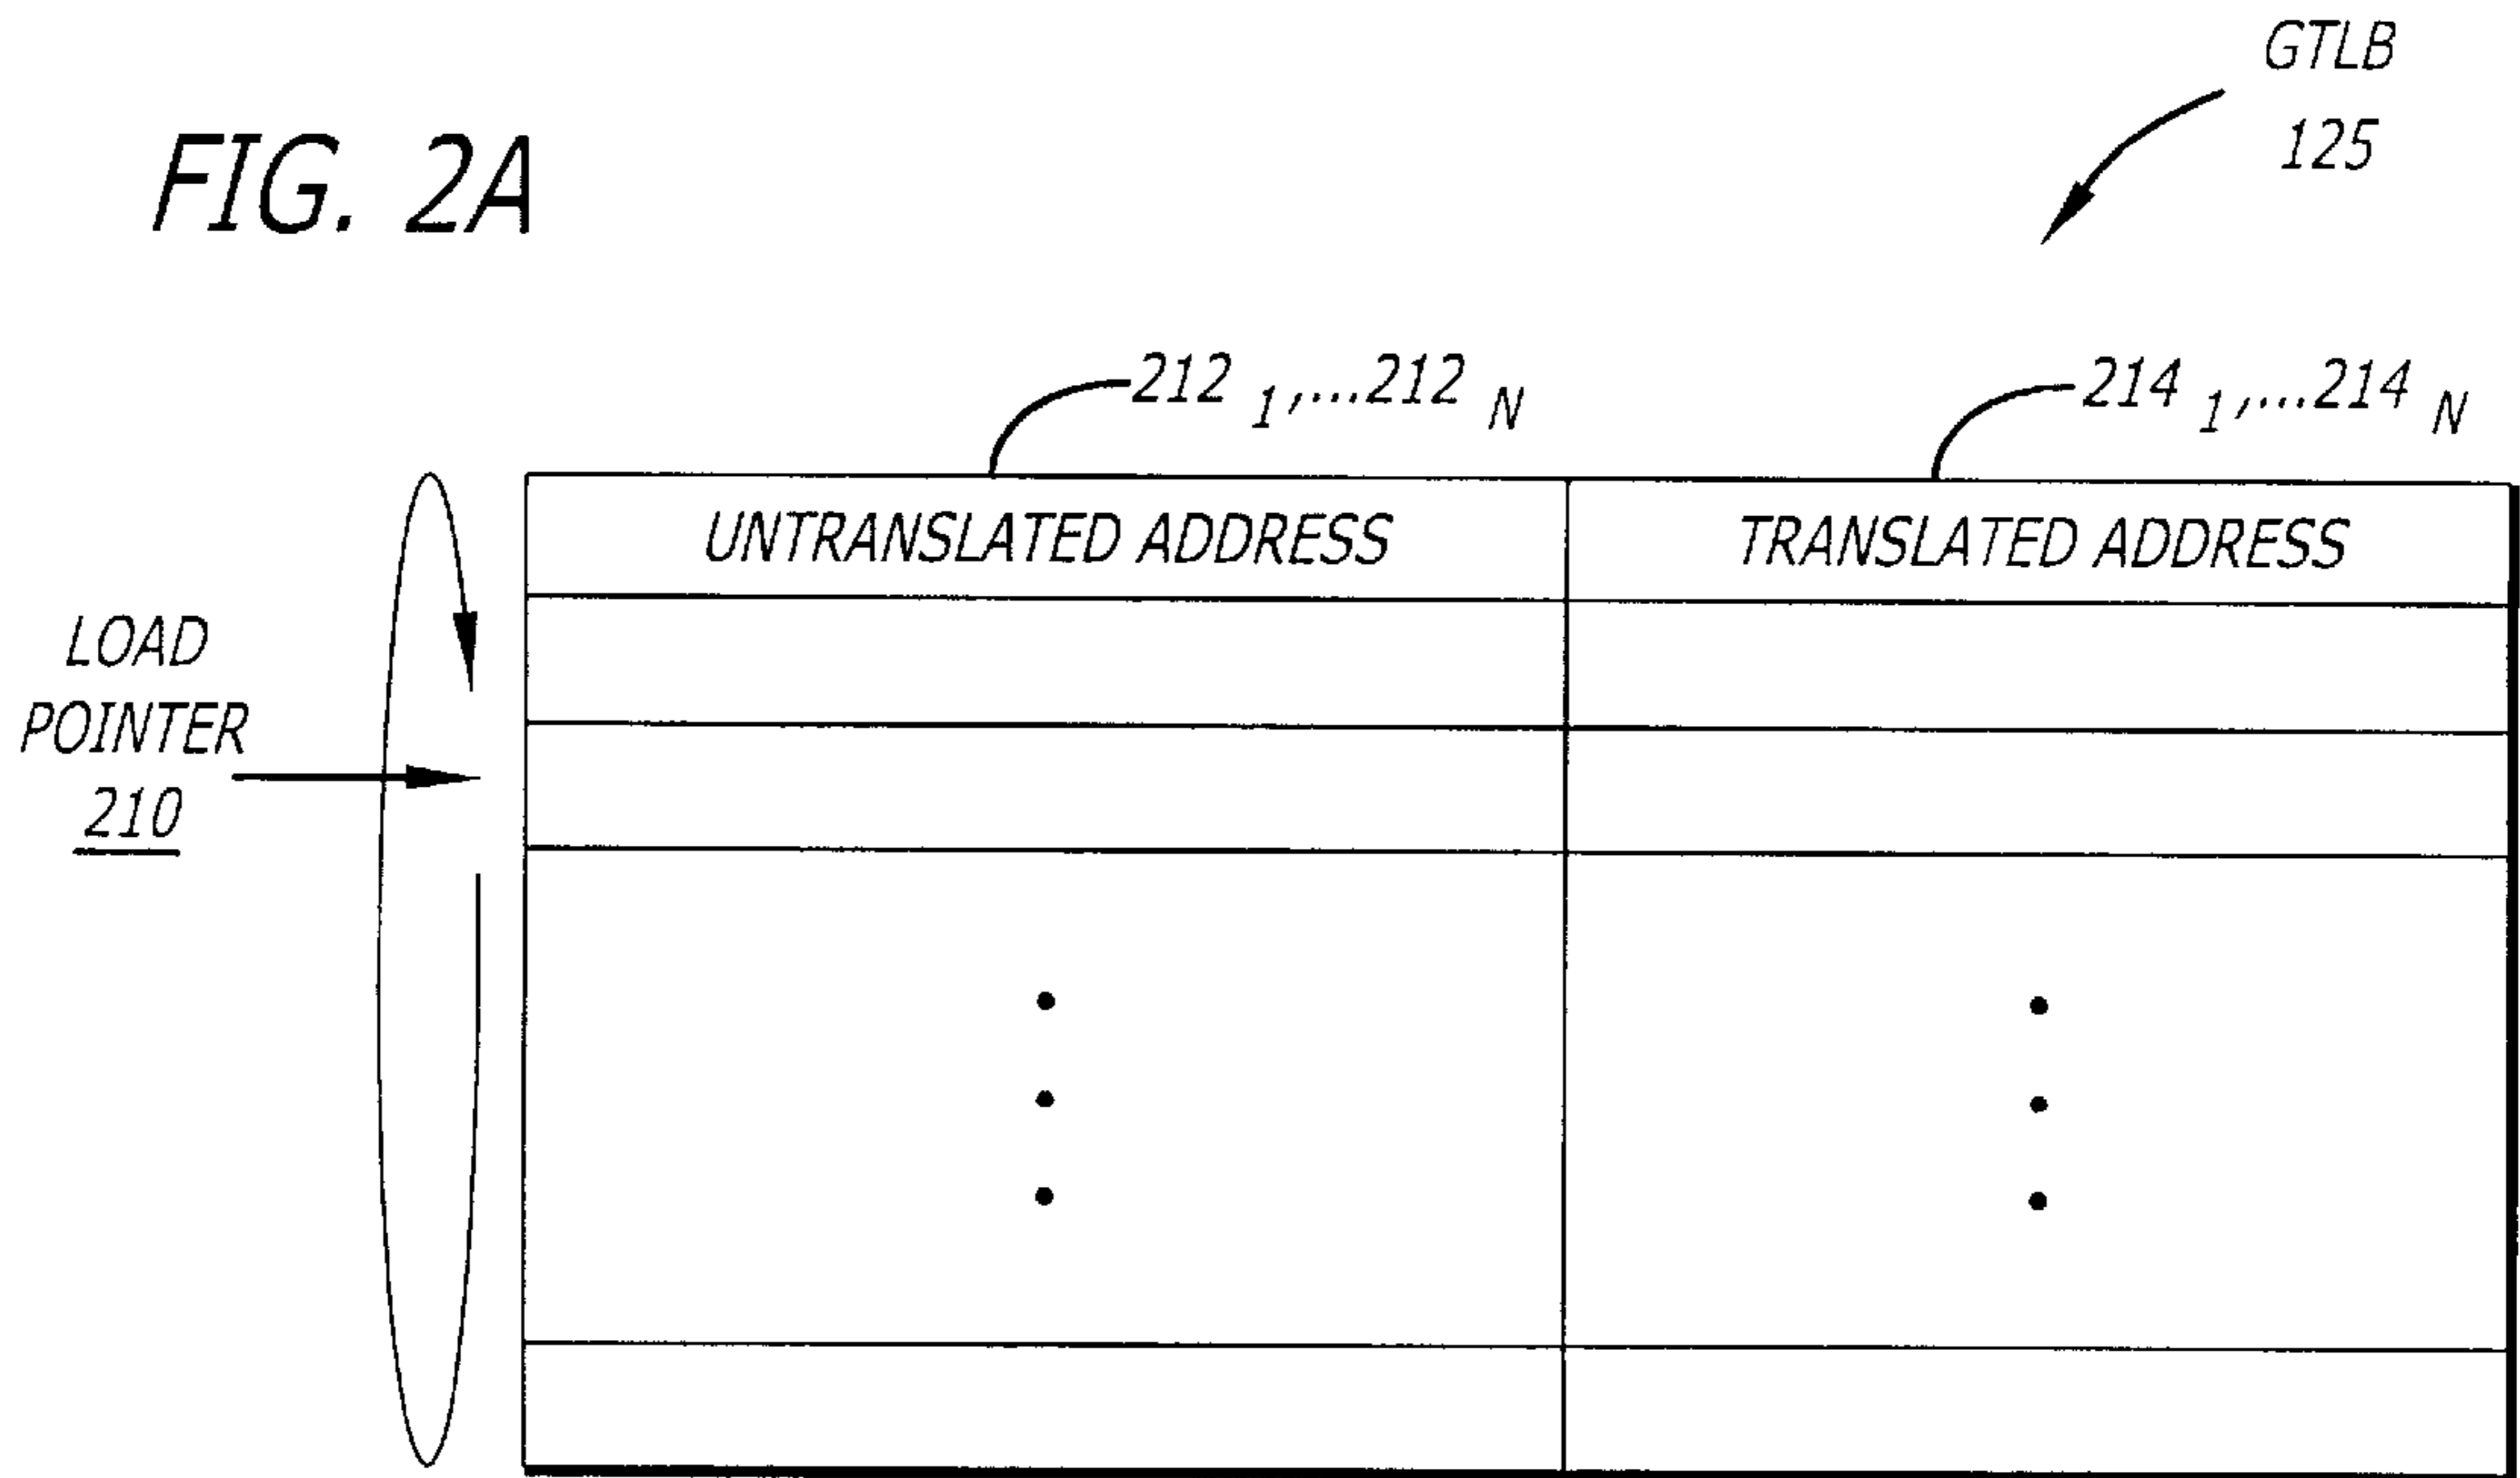 GTLB
125
FIG. 2A
212 1,...212 N
214 1,...214 N
UNTRANSLATED ADDRESS
TRANSLATED ADDRESS
LOAD
POINTER
210